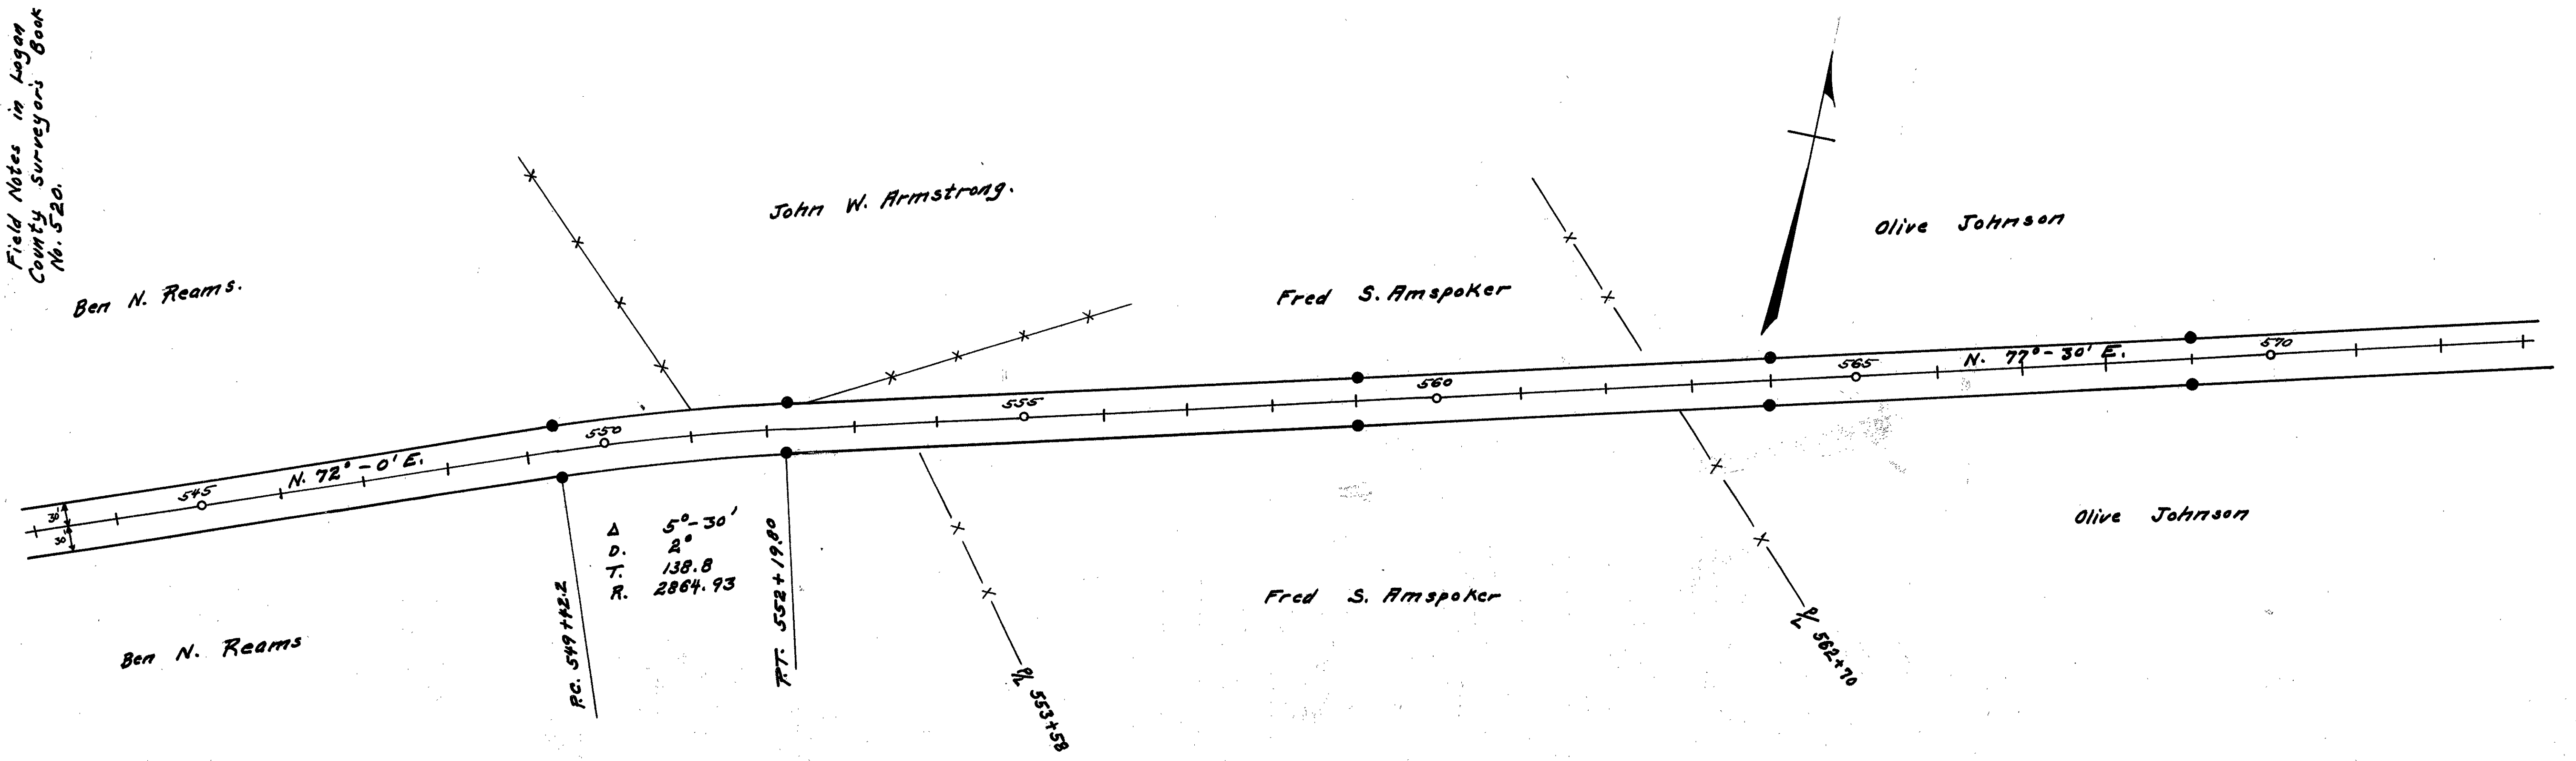 Field Notes in Logan
County Surveyor's Book
No. 520.
Ben N. Reams.
John W. Armstrong.
Fred S. Amspoker
Olive Johnson
30'
30'
545
N. 72° - 0' E.
550
555
560
565
N. 77° - 30' E.
570
Δ 5° - 30'
D. 2°
T. 138.8
R. 2864.93
P.C. 549+42.2
P.T. 552+19.80
Ben N. Reams
P/L 553+58
Fred S. Amspoker
P/L 562+70
Olive Johnson